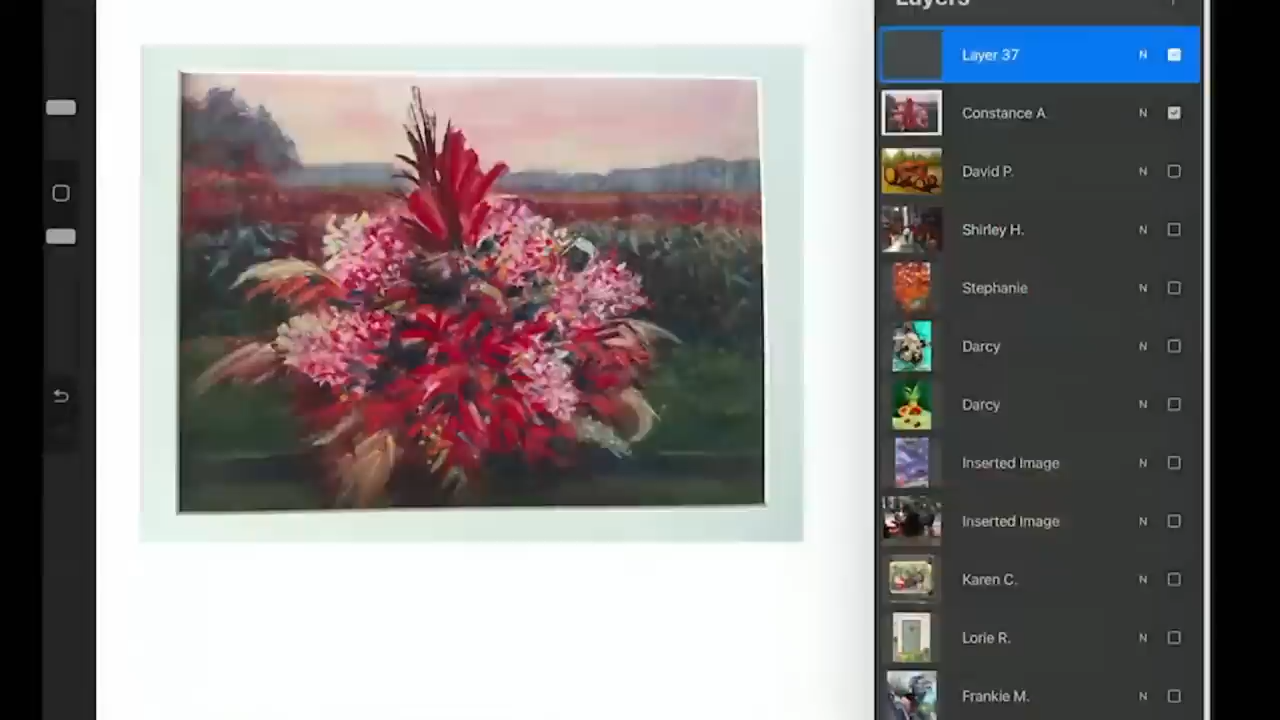 Layers
Layer 37 N
Constance A. N
David P. N
Shirley H. N
Stephanie N
Darcy N
Darcy N
Inserted Image N
Inserted Image N
Karen C. N
Lorie R. N
Frankie M. N